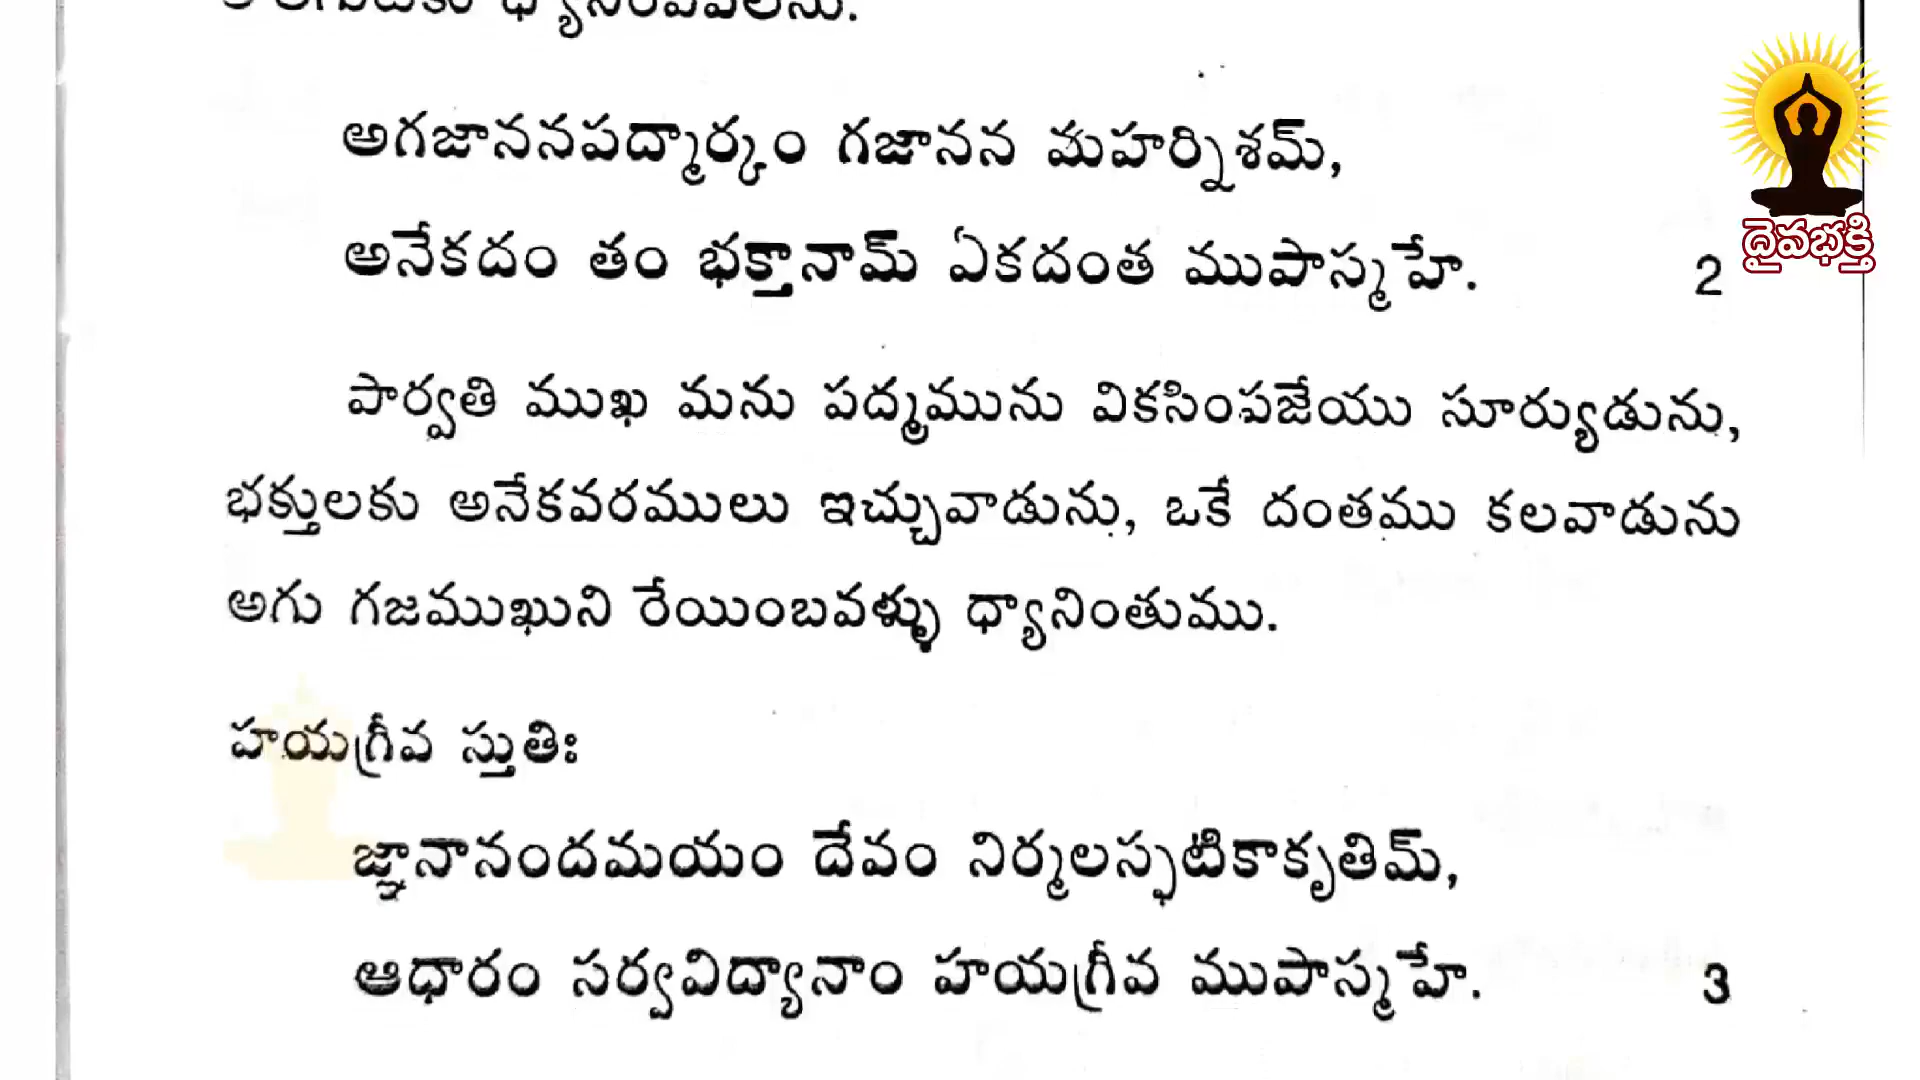 అగజాననపద్మార్కం గజానన మహర్నిశమ్,
అనేకదం తం భక్తానామ్ ఏకదంత ముపాస్మహే. 2
దైవభక్తి
పార్వతి ముఖ మను పద్మమును వికసింపజేయు సూర్యుడును,
భక్తులకు అనేకవరములు ఇచ్చువాడును, ఒకే దంతము కలవాడును
అగు గజముఖుని రేయింబవళ్ళు ధ్యానింతుము.
హయగ్రీవ స్తుతిః
జ్ఞానానందమయం దేవం నిర్మలస్ఫటికాకృతిమ్,
ఆధారం సర్వవిద్యానాం హయగ్రీవ ముపాస్మహే. 3